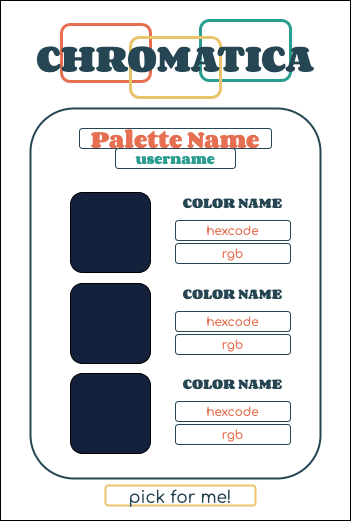 CHROMATICA
Palette Name
username
COLOR NAME
hexcode
rgb
COLOR NAME
hexcode
rgb
COLOR NAME
hexcode
rgb
pick for me!